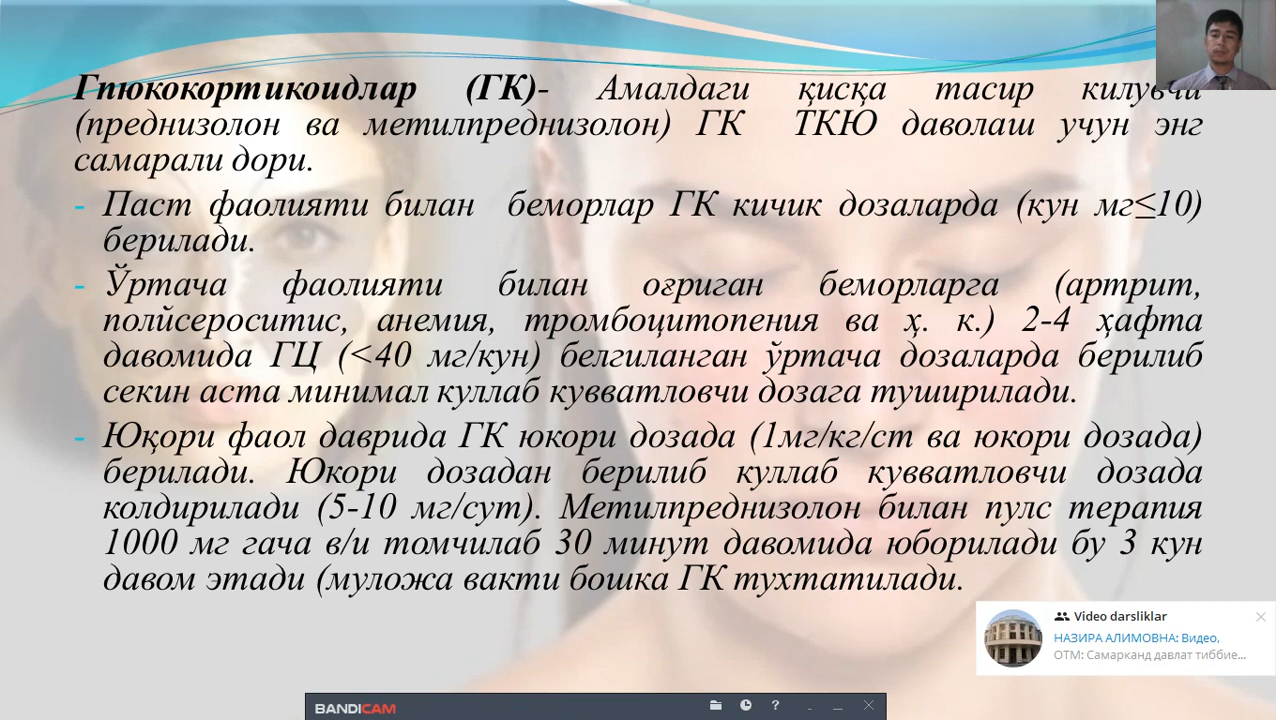 Гпюкокортикоидлар (ГК)- Амалдаги қисқа тасир килувчи
(преднизолон ва метилпреднизолон) ГК ТКЮ даволаш учун энг
самарали дори.
- Паст фаолияти билан беморлар ГК кичик дозаларда (кун мг≤10)
берилади.
- Ўртача фаолияти билан оғриган беморларга (артрит,
полйсероситис, анемия, тромбоцитопения ва ҳ. к.) 2-4 ҳафта
давомида ГЦ (<40 мг/кун) белгиланган ўртача дозаларда берилиб
секин аста минимал куллаб кувватловчи дозага туширилади.
- Юқори фаол даврида ГК юкори дозада (1мг/кг/ст ва юкори дозада)
берилади. Юкори дозадан берилиб куллаб кувватловчи дозада
колдирилади (5-10 мг/сут). Метилпреднизолон билан пулс терапия
1000 мг гача в/и томчилаб 30 минут давомида юборилади бу 3 кун
давом этади (муложа вакти бошка ГК тухтатилади.
Video darsliklar
НАЗИРА АЛИМОВНА: Видео,
ОТМ: Самарканд давлат тиббие...
BANDICAM